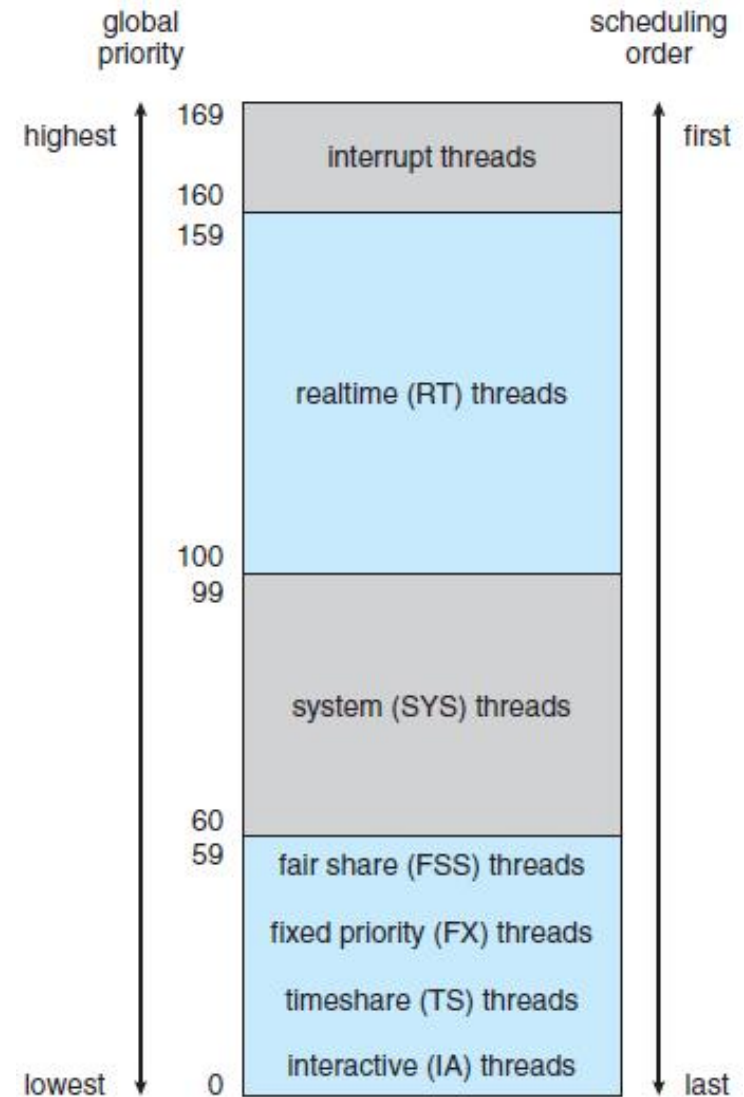 global
priority
scheduling
order
highest
169
interrupt threads
first
160
159
realtime (RT) threads
100
99
system (SYS) threads
60
59
fair share (FSS) threads
fixed priority (FX) threads
timeshare (TS) threads
interactive (IA) threads
lowest
0
last